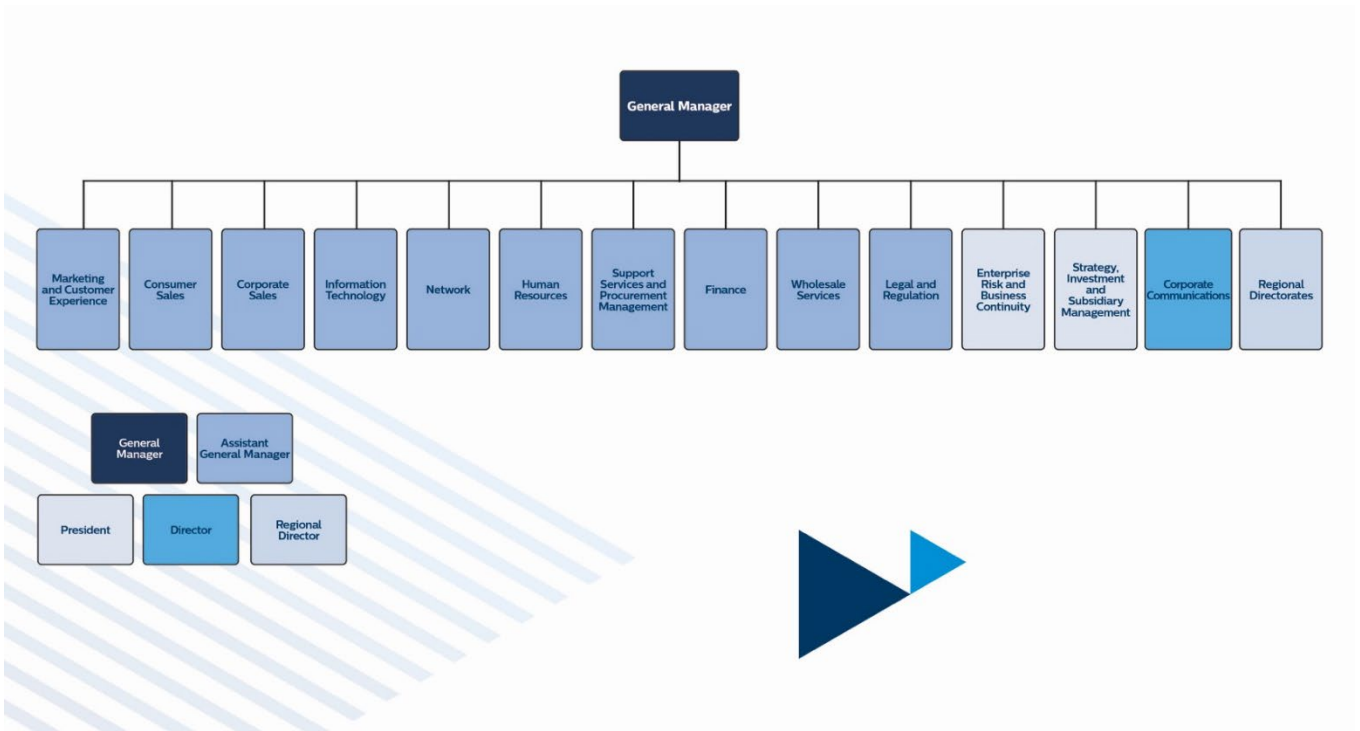 General Manager
Marketing
and Customer
Experience
Consumer
Sales
Corporate
Sales
Information
Technology
Network
Human
Resources
Support
Services and
Procurement
Management
Finance
Wholesale
Services
Legal and
Regulation
Enterprise
Risk and
Business
Continuity
Strategy,
Investment
and
Subsidiary
Management
Corporate
Communications
Regional
Directorates
General
Manager
Assistant
General Manager
President
Director
Regional
Director